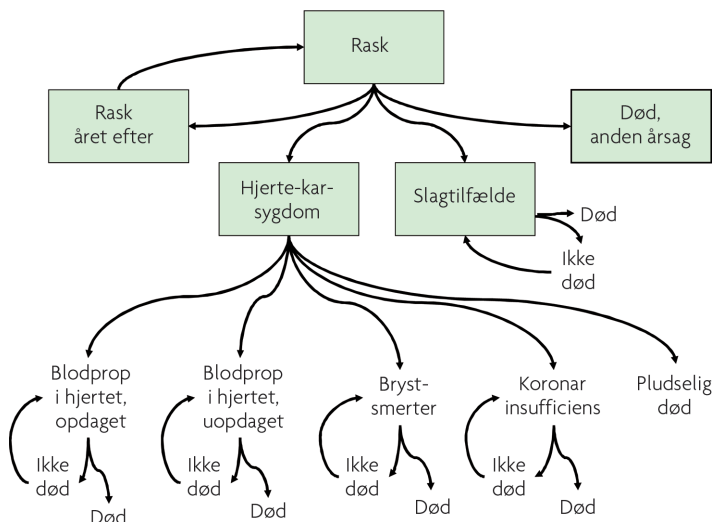 Rask
Rask
året efter
Død,
anden årsag
Hjerte-kar-
sygdom
Slagtilfælde
Død
Ikke
død
Blodprop
i hjertet,
opdaget
Blodprop
i hjertet,
uopdaget
Bryst-
smerter
Koronar
insufficiens
Pludselig
død
Ikke
død
Død
Ikke
død
Død
Ikke
død
Død
Ikke
død
Død